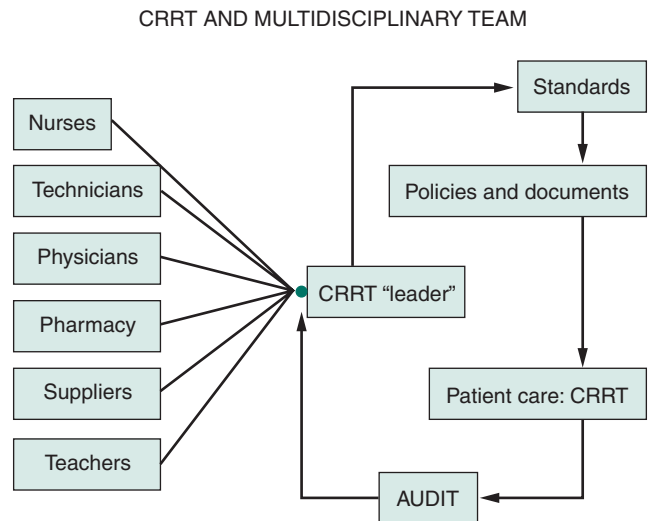 CRRT AND MULTIDISCIPLINARY TEAM
Nurses
Technicians
Physicians
Pharmacy
Suppliers
Teachers
CRRT “leader”
Standards
Policies and documents
Patient care: CRRT
AUDIT